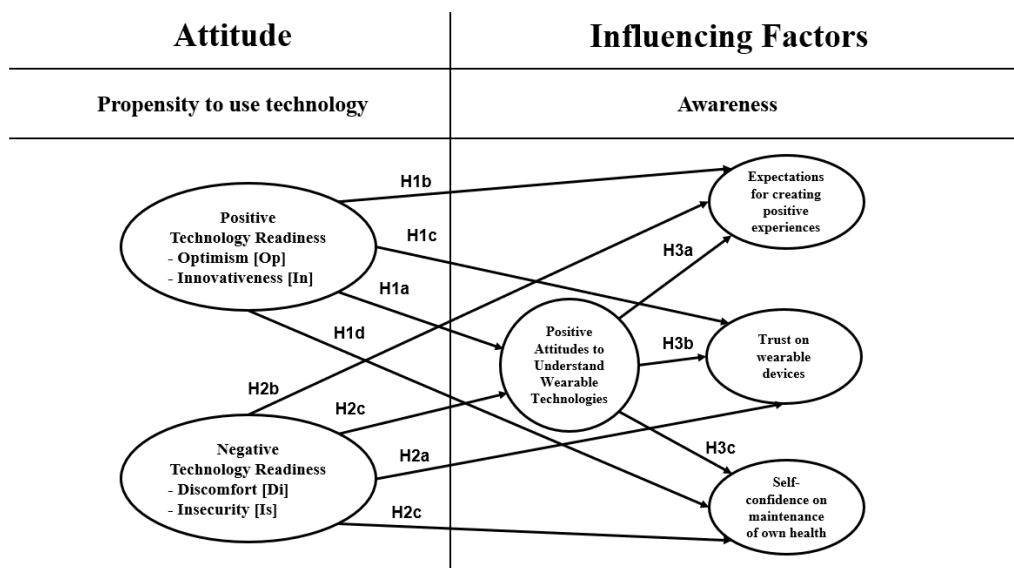 Attitude
Influencing Factors
Propensity to use technology
Awareness
H1b
Expectations
for creating
positive
experiences
Positive
Technology Readiness
- Optimism [Op]
- Innovativeness [In]
H1c
H3a
H1a
H1d
Positive
Attitudes to
Understand
Wearable
Technologies
H3b
Trust on
wearable
devices
H2b
H2c
Negative
Technology Readiness
- Discomfort [Di]
- Insecurity [Is]
H2a
H3c
Self-
confidence on
maintenance
of own health
H2c